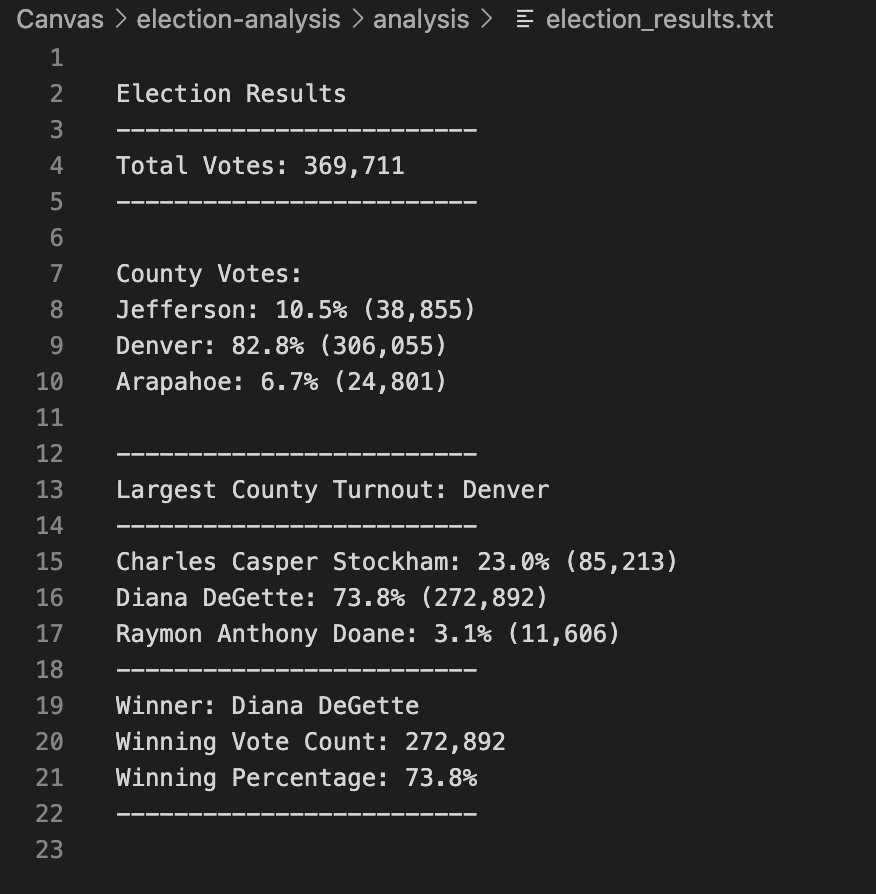 Canvas > election-analysis > analysis > election_results.txt
1
2 Election Results
3 -------------------------
4 Total Votes: 369,711
5 -------------------------
6
7 County Votes:
8 Jefferson: 10.5% (38,855)
9 Denver: 82.8% (306,055)
10 Arapahoe: 6.7% (24,801)
11
12 -------------------------
13 Largest County Turnout: Denver
14 -------------------------
15 Charles Casper Stockham: 23.0% (85,213)
16 Diana DeGette: 73.8% (272,892)
17 Raymon Anthony Doane: 3.1% (11,606)
18 -------------------------
19 Winner: Diana DeGette
20 Winning Vote Count: 272,892
21 Winning Percentage: 73.8%
22 -------------------------
23